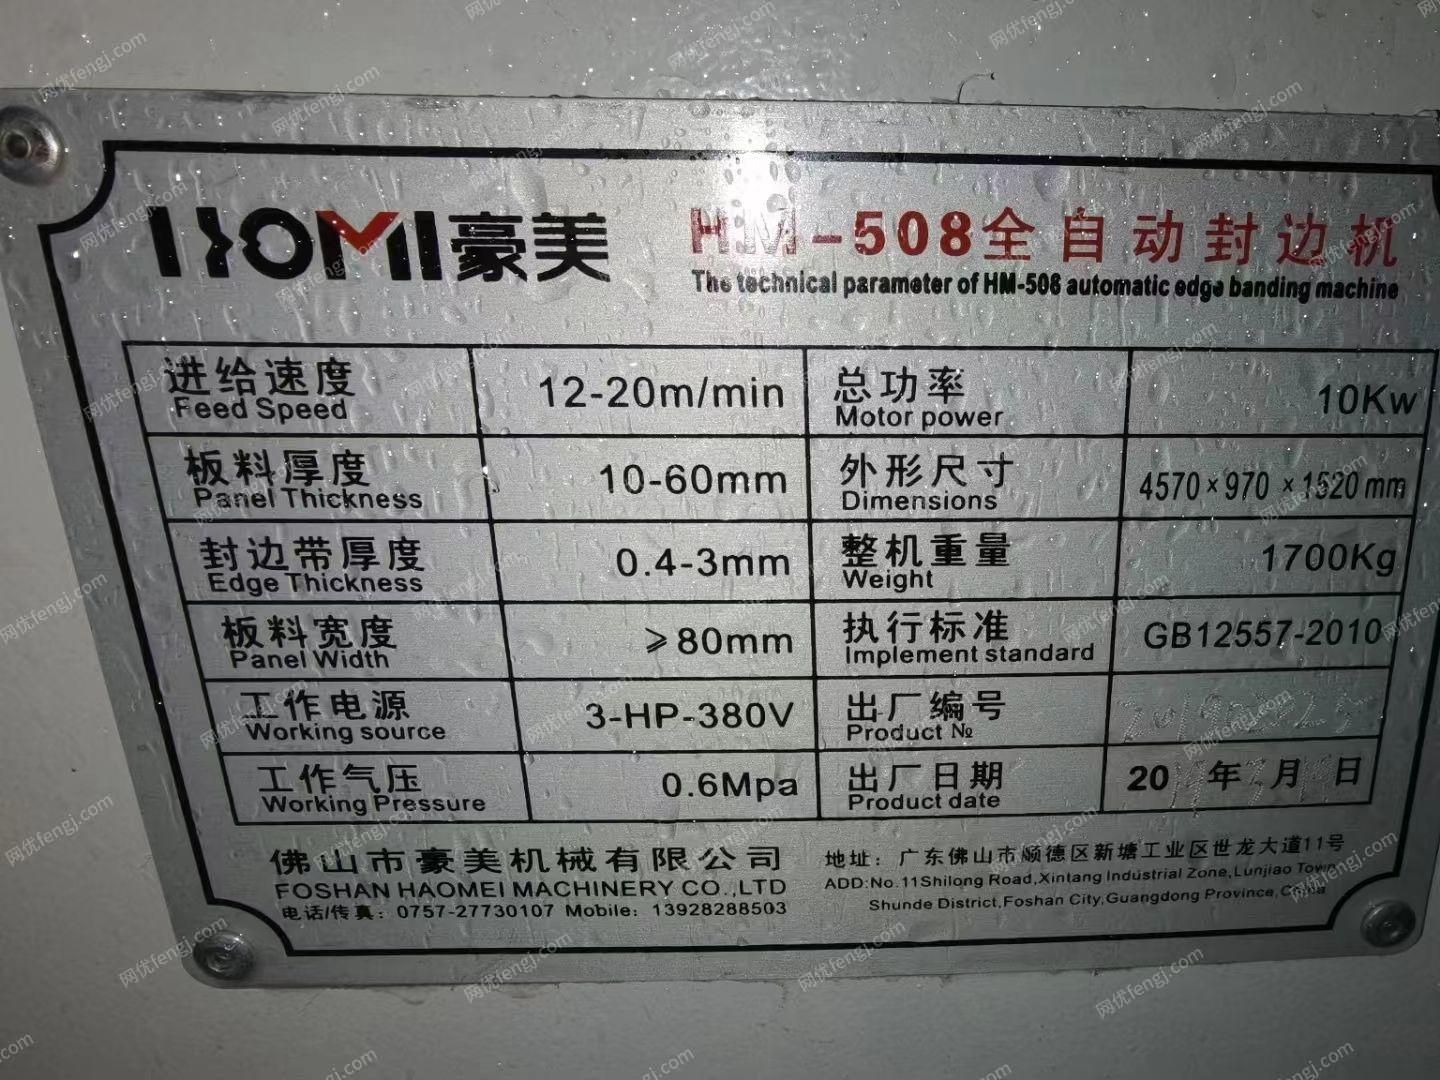 HOMI豪美
HM-508全自动封边机
The technical parameter of HM-508 automatic edge banding machine
进给速度 12-20m/min 总功率 10Kw
Feed Speed Motor power
板料厚度 10-60mm 外形尺寸 4570×970×1520mm
Panel Thickness Dimensions
封边带厚度 0.4-3mm 整机重量 1700Kg
Edge Thickness Weight
板料宽度 ≥80mm 执行标准 GB12557-2010
Panel Width Implement standard
工作电源 3-HP-380V 出厂编号
Working source Product №
工作气压 0.6Mpa 出厂日期 20 年 月 日
Working Pressure Product date
佛山市豪美机械有限公司
FOSHAN HAOMEI MACHINERY CO.,LTD
电话/传真: 0757-27730107 Mobile: 13928288503
地址: 广东佛山市顺德区新塘工业区世龙大道11号
ADD:No.11Shilong Road,Xintang Industrial Zone,Lunjiao Town
Shunde District,Foshan City,Guangdong Province,China
网优fengj.com